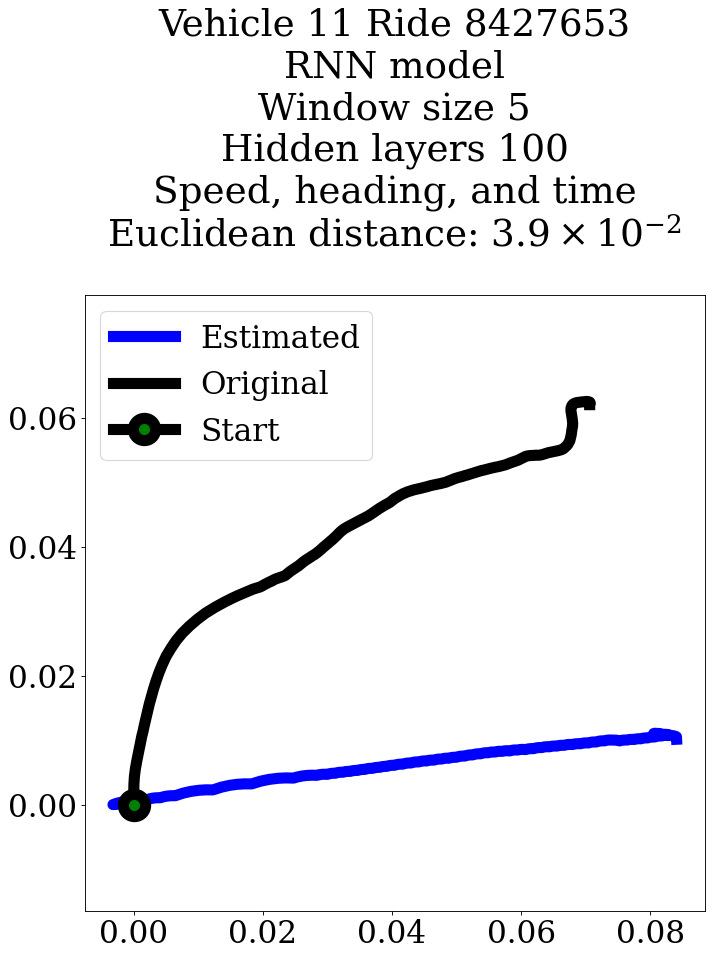 Vehicle 11 Ride 8427653
RNN model
Window size 5
Hidden layers 100
Speed, heading, and time
Euclidean distance: 3.9 × 10⁻²
Estimated
Original
Start
0.06
0.04
0.02
0.00
0.00 0.02 0.04 0.06 0.08